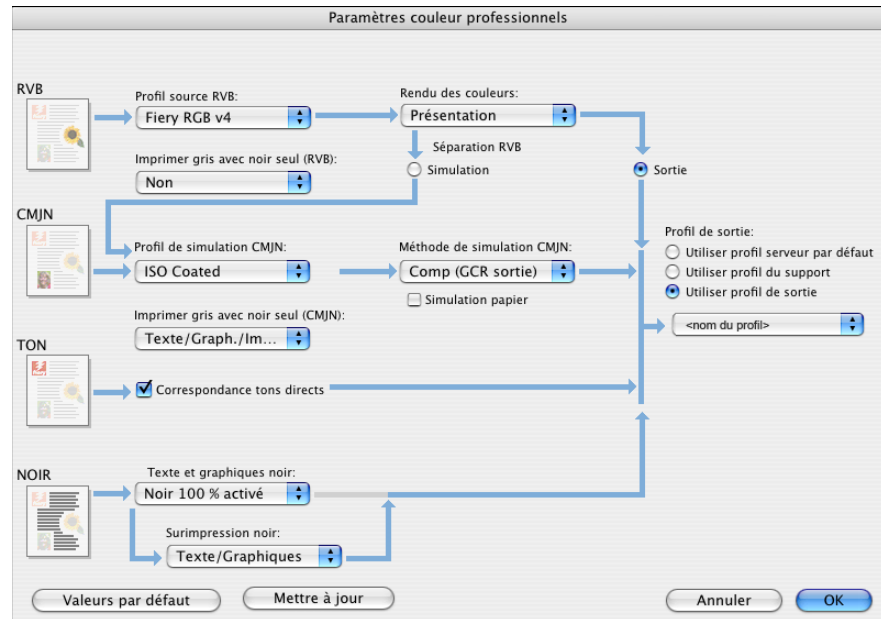 Paramètres couleur professionnels
RVB
Profil source RVB:
Fiery RGB v4
Rendu des couleurs:
Présentation
Séparation RVB
Imprimer gris avec noir seul (RVB):
Non
Simulation
Sortie
CMJN
Profil de simulation CMJN:
ISO Coated
Méthode de simulation CMJN:
Comp (GCR sortie)
Simulation papier
Profil de sortie:
Utiliser profil serveur par défaut
Utiliser profil du support
Utiliser profil de sortie
<nom du profil>
Imprimer gris avec noir seul (CMJN):
Texte/Graph./Im...
TON
Correspondance tons directs
NOIR
Texte et graphiques noir:
Noir 100 % activé
Surimpression noir:
Texte/Graphiques
Valeurs par défaut
Mettre à jour
Annuler
OK